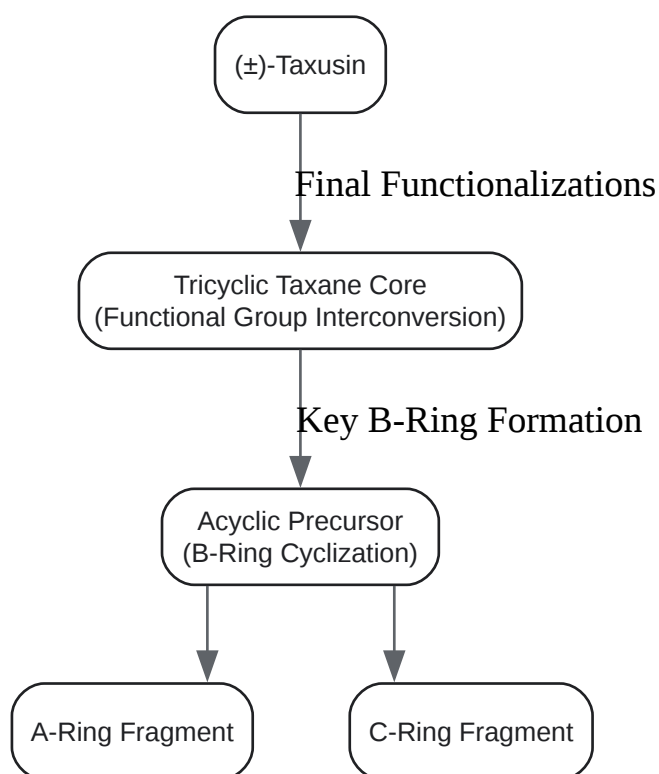 (±)-Taxusin
Final Functionalizations
Tricyclic Taxane Core
(Functional Group Interconversion)
Key B-Ring Formation
Acyclic Precursor
(B-Ring Cyclization)
A-Ring Fragment
C-Ring Fragment